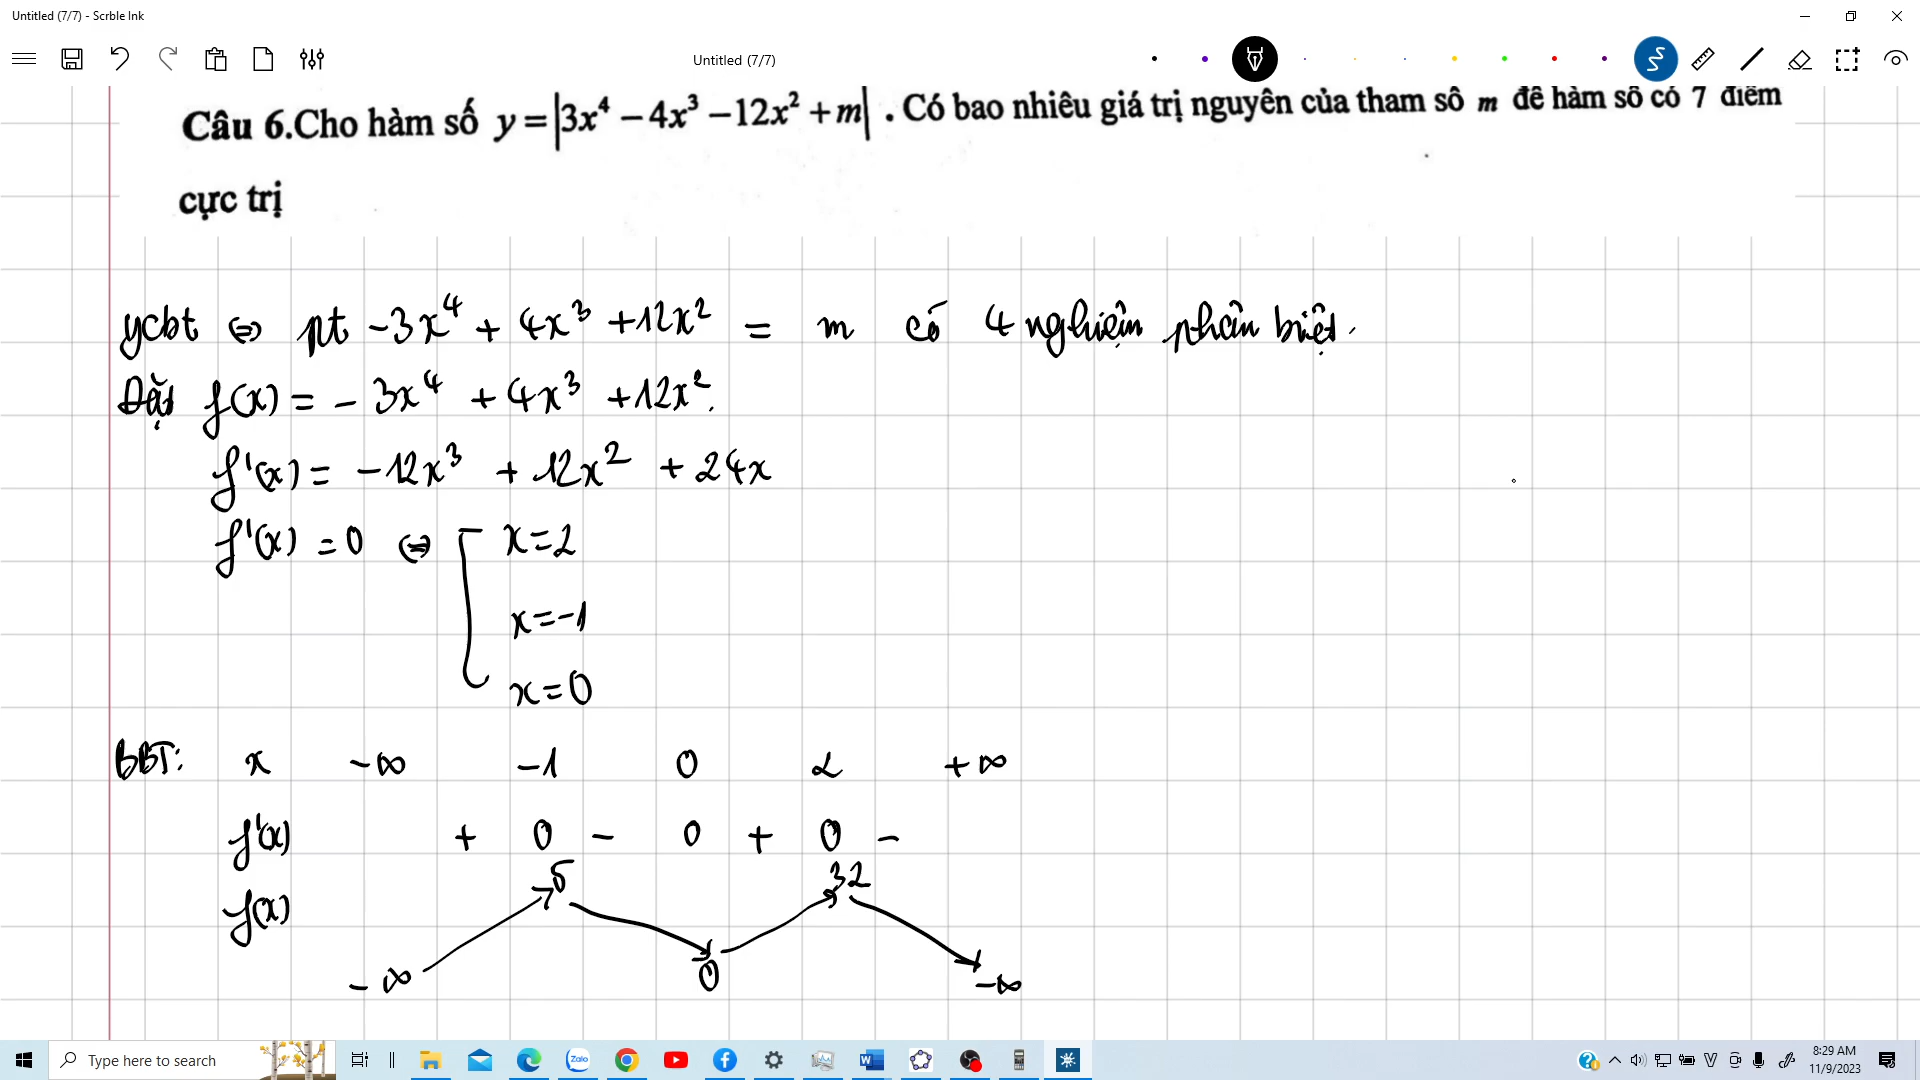 Untitled (7/7) - Scrble Ink
Untitled (7/7)
Câu 6.Cho hàm số y = |3x⁴ − 4x³ − 12x² + m| . Có bao nhiêu giá trị nguyên của tham số m để hàm số có 7 điểm
cực trị
ycbt ⇔ pt −3x⁴ + 4x³ + 12x² = m có 4 nghiệm phân biệt.
Đặt f(x) = − 3x⁴ + 4x³ + 12x².
f'(x) = −12x³ + 12x² + 24x
f'(x) = 0 ⇔ [ x = 2
x = −1
x = 0
BBT: x −∞ −1 0 2 +∞
f'(x) + 0 − 0 + 0 −
5 32
f(x)
−∞ 0 −∞
Type here to search
Zalo
8:29 AM
11/9/2023